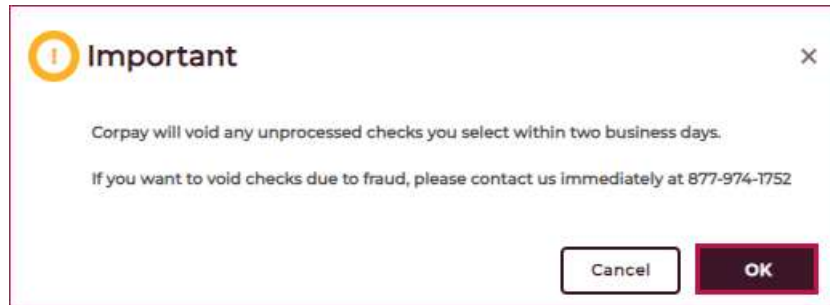 ! Important
×
Corpay will void any unprocessed checks you select within two business days.
If you want to void checks due to fraud, please contact us immediately at 877-974-1752
Cancel OK